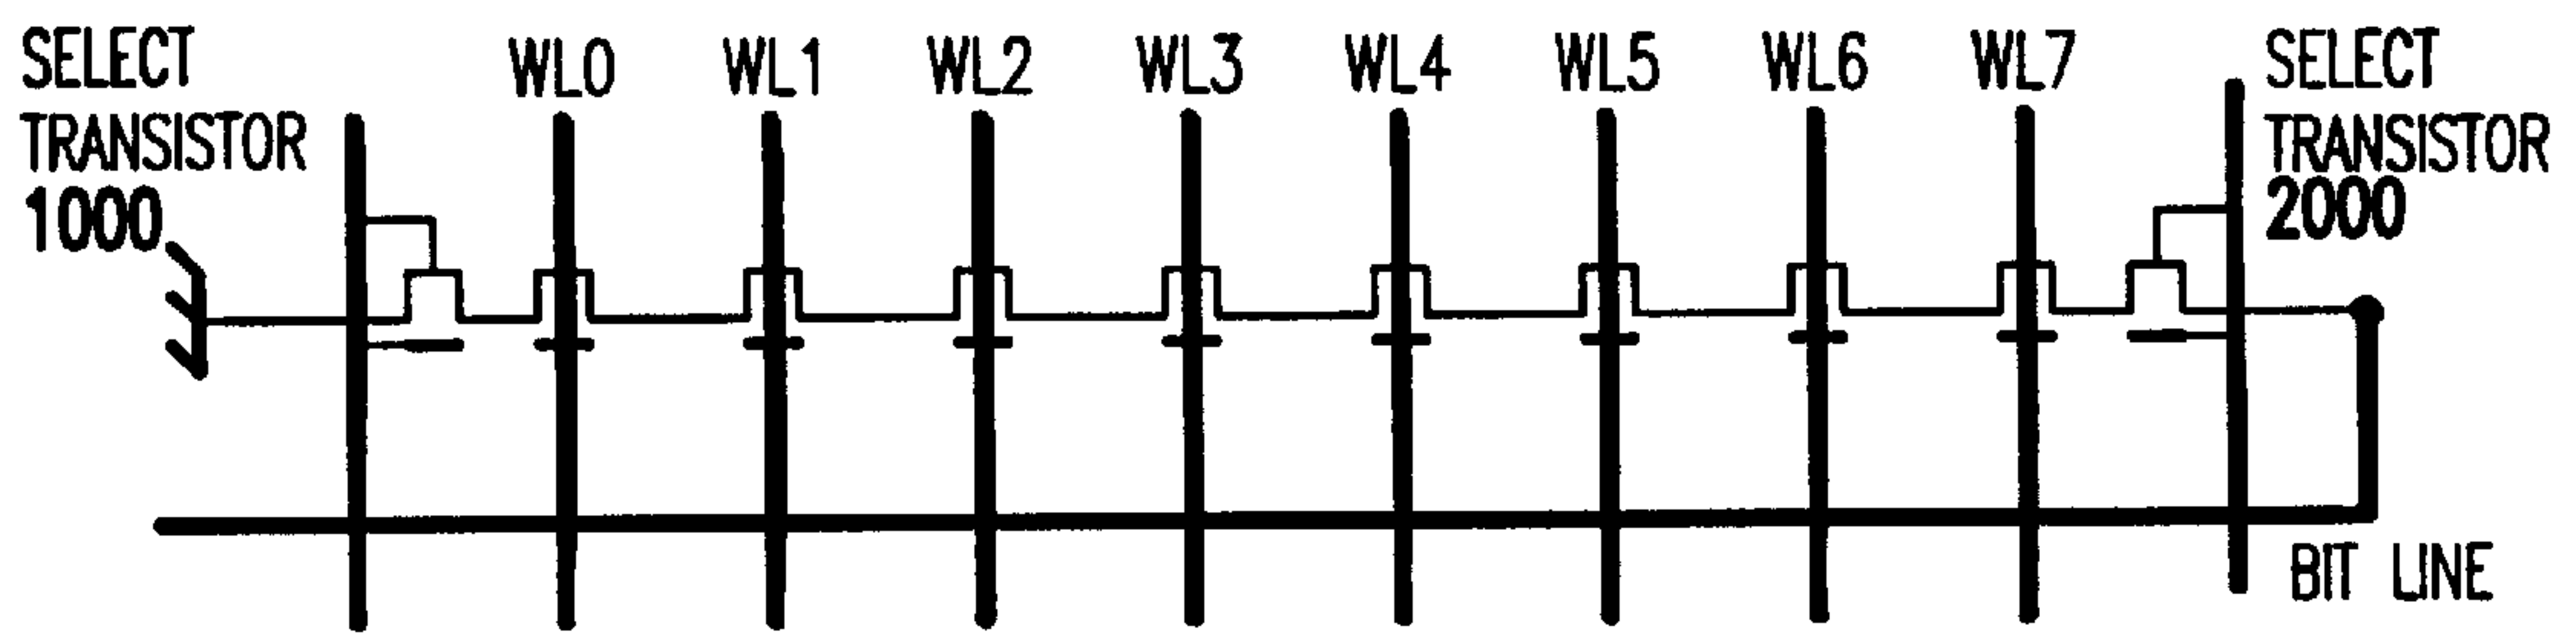 SELECT
TRANSISTOR
1000
WL0
WL1
WL2
WL3
WL4
WL5
WL6
WL7
SELECT
TRANSISTOR
2000
BIT LINE